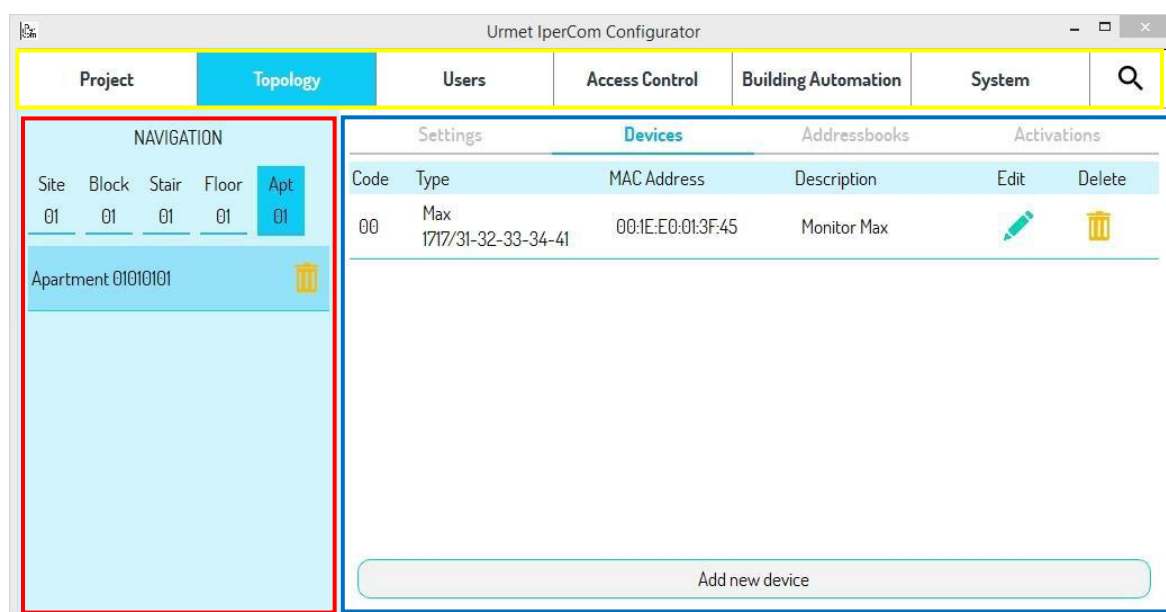 Urmet IperCom Configurator
Project Topology Users Access Control Building Automation System
NAVIGATION
Site Block Stair Floor Apt
01 01 01 01 01
Apartment 01010101
Settings Devices Addressbooks Activations
Code Type MAC Address Description Edit Delete
00 Max 1717/31-32-33-34-41 00:1E:E0:01:3F:45 Monitor Max
Add new device